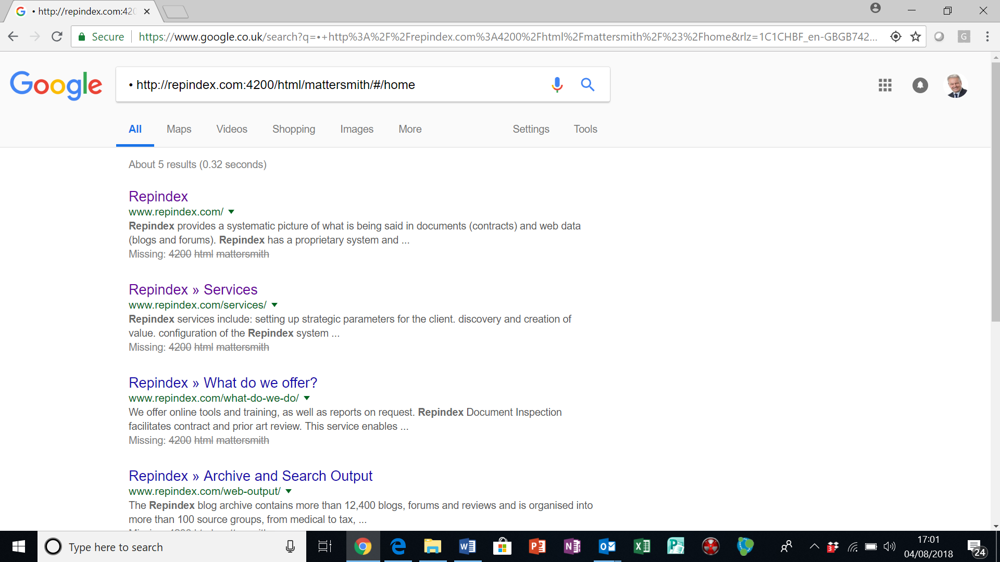 • http://repindex.com:420
Secure
https://www.google.co.uk/search?q=•+http%3A%2F%2Frepindex.com%3A4200%2Fhtml%2Fmattersmith%2F%23%2Fhome&rlz=1C1CHBF_en-GBGB742...
G
Google
• http://repindex.com:4200/html/mattersmith/#/home
All Maps Videos Shopping Images More Settings Tools
About 5 results (0.32 seconds)
Repindex
www.repindex.com/
Repindex provides a systematic picture of what is being said in documents (contracts) and web data
(blogs and forums). Repindex has a proprietary system and ...
Missing: 4200 html mattersmith
Repindex » Services
www.repindex.com/services/
Repindex services include: setting up strategic parameters for the client. discovery and creation of
value. configuration of the Repindex system ...
Missing: 4200 html mattersmith
Repindex » What do we offer?
www.repindex.com/what-do-we-do/
We offer online tools and training, as well as reports on request. Repindex Document Inspection
facilitates contract and prior art review. This service enables ...
Missing: 4200 html mattersmith
Repindex » Archive and Search Output
www.repindex.com/web-output/
The Repindex blog archive contains more than 12,400 blogs, forums and reviews and is organised into
more than 100 source groups, from medical to tax, ...
Type here to search
17:01
04/08/2018
24